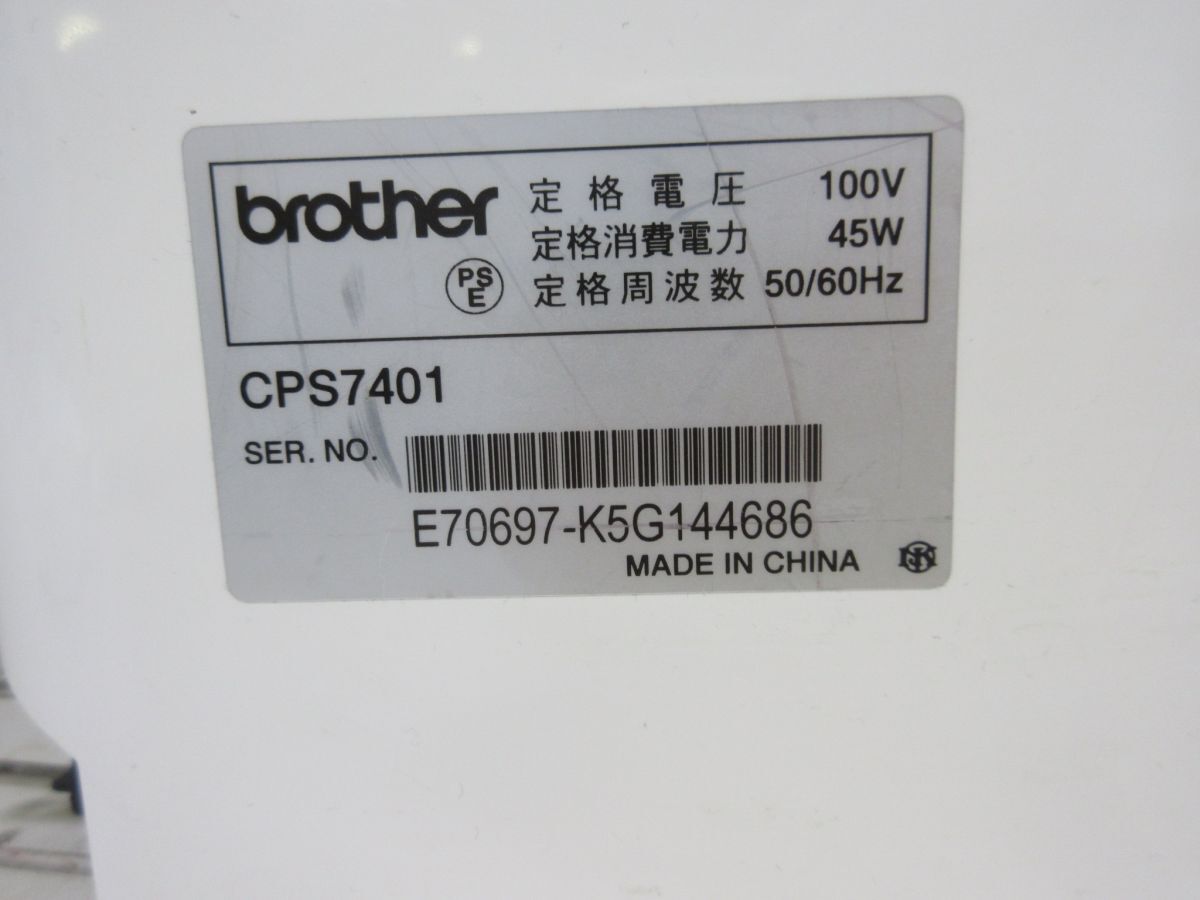 brother
定格電圧 100V
定格消費電力 45W
PS
E
定格周波数 50/60Hz
CPS7401
SER. NO.
E70697-K5G144686
MADE IN CHINA